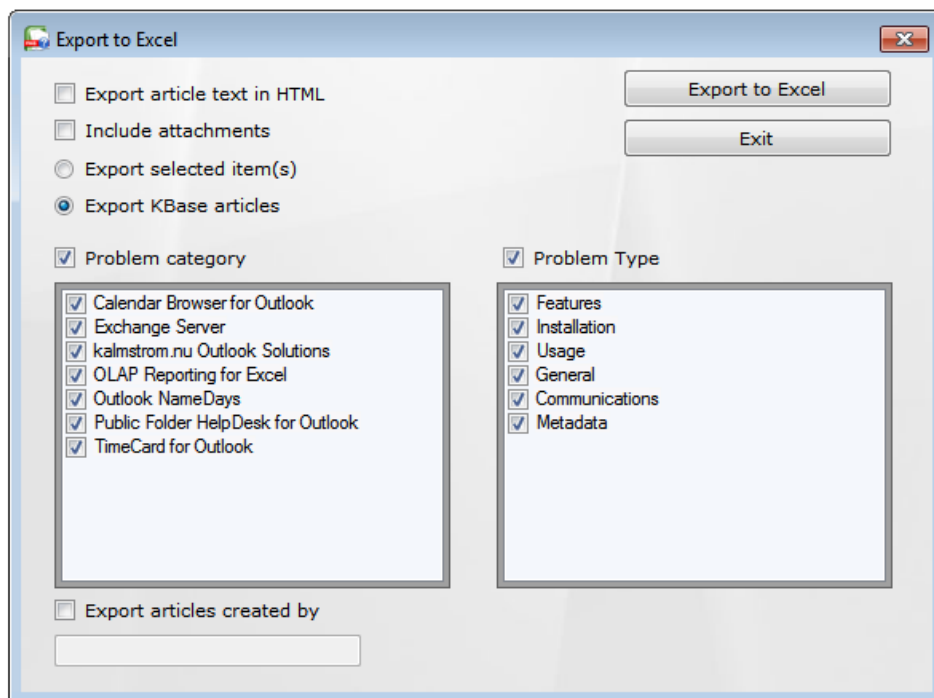 Export to Excel
Export article text in HTML
Export to Excel
Include attachments
Exit
Export selected item(s)
Export KBase articles
Problem category
Calendar Browser for Outlook
Exchange Server
kalmstrom.nu Outlook Solutions
OLAP Reporting for Excel
Outlook NameDays
Public Folder HelpDesk for Outlook
TimeCard for Outlook
Problem Type
Features
Installation
Usage
General
Communications
Metadata
Export articles created by